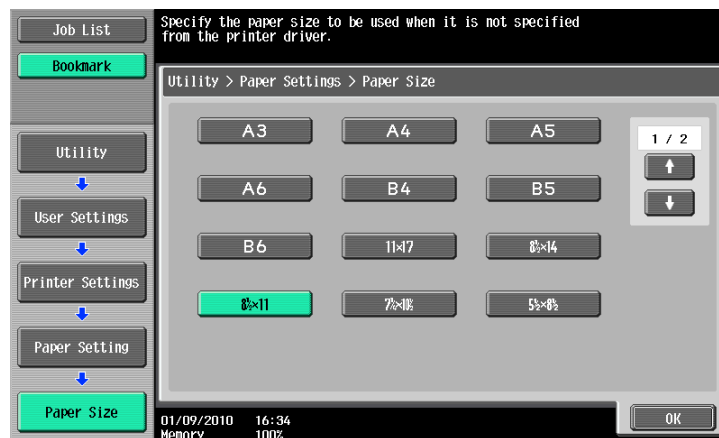 Job List
Bookmark
Specify the paper size to be used when it is not specified
from the printer driver.
Utility > Paper Settings > Paper Size
Utility
User Settings
Printer Settings
Paper Setting
Paper Size
A3
A4
A5
A6
B4
B5
B6
11×17
8½×14
8½×11
7¼×10½
5½×8½
1 / 2
01/09/2010 16:34
Memory 100%
OK